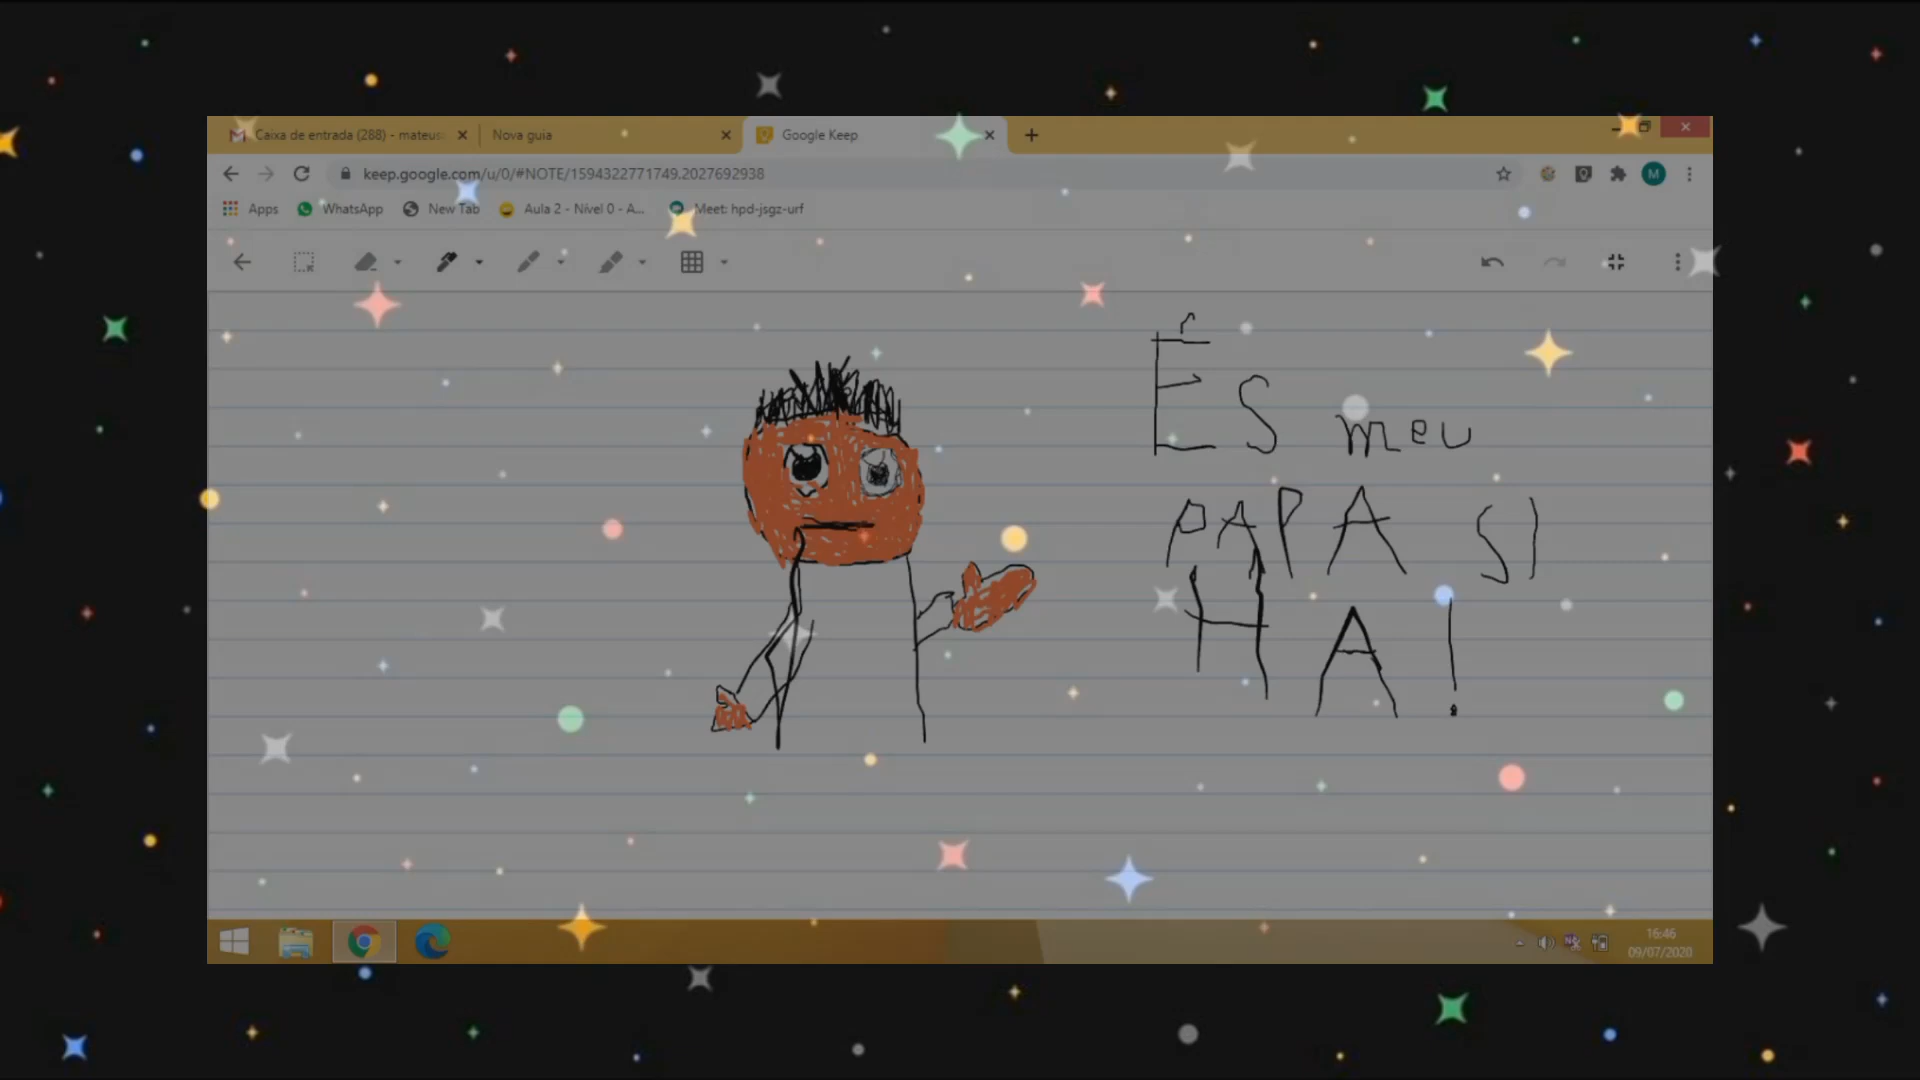 Caixa de entrada (288) - mateus
Nova guia
Google Keep
keep.google.com/u/0/#NOTE/1594322771749.2027692938
M
Apps
WhatsApp
New Tab
Aula 2 - Nível 0 - A...
Meet: hpd-jsgz-urf
És meu
PAPA SI
HA!
16:46
09/07/2020